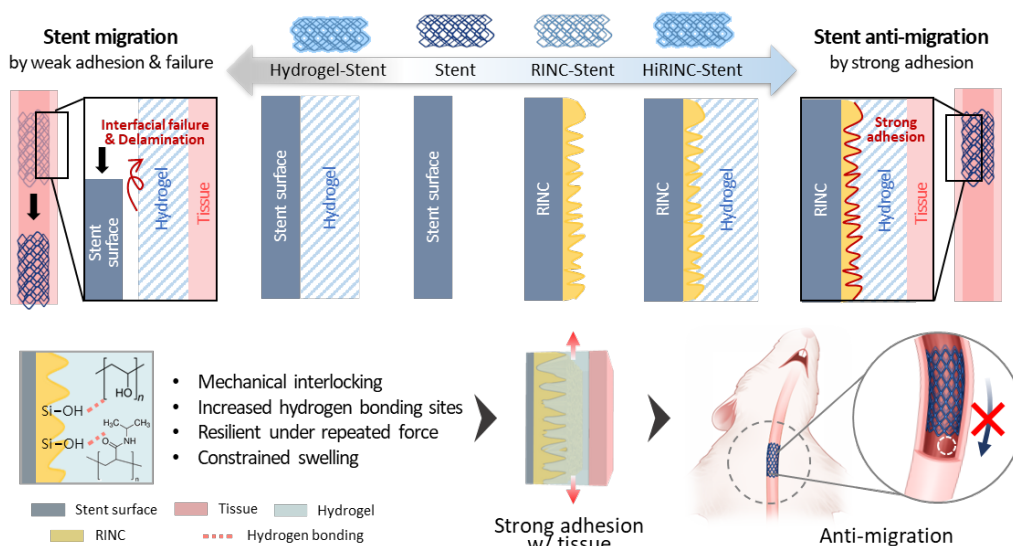 Stent migration
by weak adhesion & failure
Hydrogel-Stent
Stent
RINC-Stent
HiRINC-Stent
Stent anti-migration
by strong adhesion
Interfacial failure
& Delamination
Stent
surface
Hydrogel
Tissue
Stent surface
Hydrogel
Stent surface
RINC
RINC
Hydrogel
RINC
Strong
adhesion
Hydrogel
Tissue
HO
n
Si-OH
H₃C
CH₃
Si-OH
O
NH
n
• Mechanical interlocking
• Increased hydrogen bonding sites
• Resilient under repeated force
• Constrained swelling
Stent surface
Tissue
Hydrogel
RINC
Hydrogen bonding
Strong adhesion
w/ tissue
Anti-migration